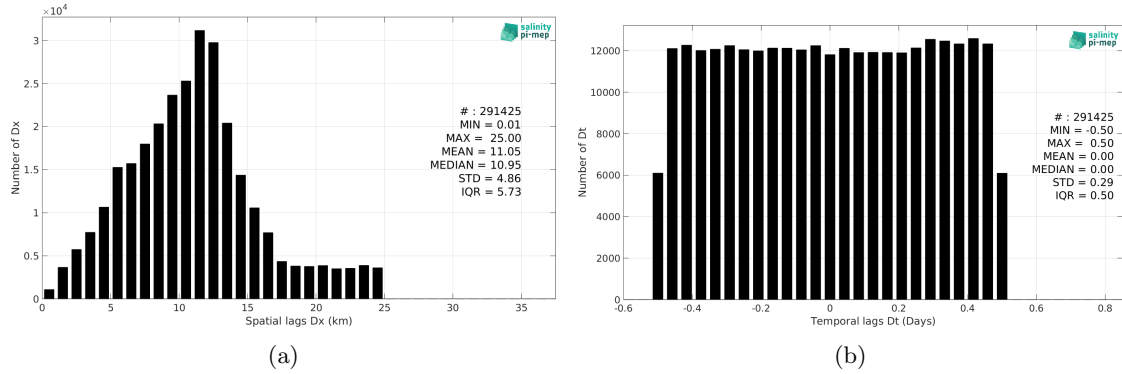 ×10⁴
3
2.5
2
1.5
1
0.5
0
Number of Dx
0 5 10 15 20 25 30 35
Spatial lags Dx (km)
salinity
pi-mep
# : 291425
MIN = 0.01
MAX = 25.00
MEAN = 11.05
MEDIAN = 10.95
STD = 4.86
IQR = 5.73
(a)
12000
10000
8000
6000
4000
2000
0
Number of Dt
-0.6 -0.4 -0.2 0 0.2 0.4 0.6 0.8
Temporal lags Dt (Days)
salinity
pi-mep
# : 291425
MIN = -0.50
MAX = 0.50
MEAN = 0.00
MEDIAN = 0.00
STD = 0.29
IQR = 0.50
(b)